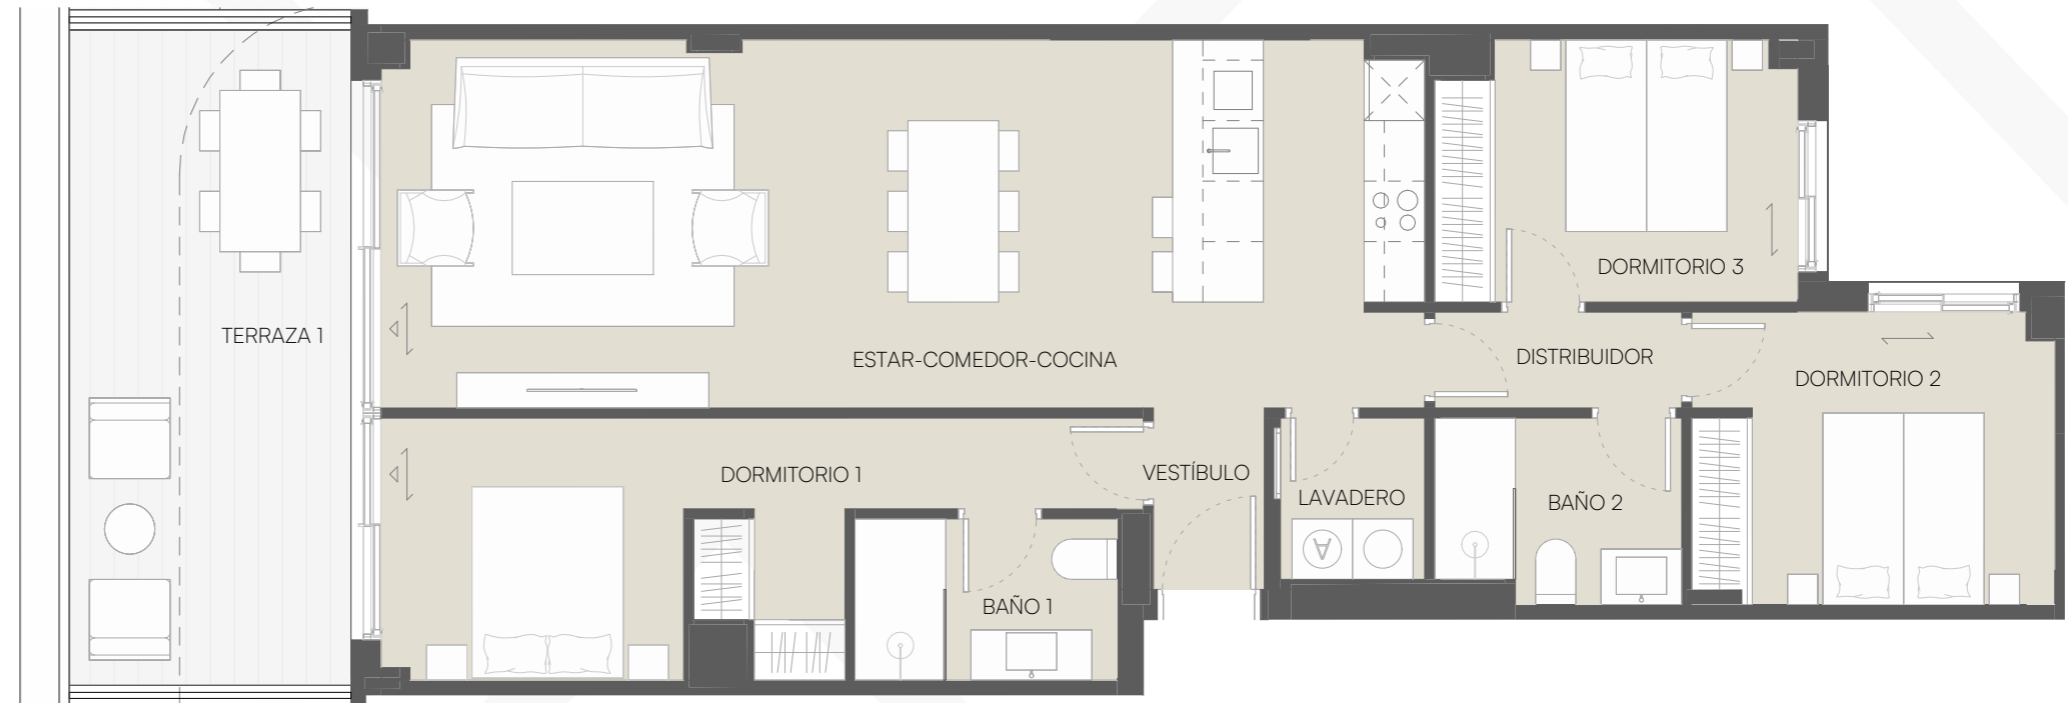 DORMITORIO 3
TERRAZA 1
ESTAR-COMEDOR-COCINA
DISTRIBUIDOR
DORMITORIO 2
DORMITORIO 1
VESTÍBULO
LAVADERO
BAÑO 2
A
BAÑO 1